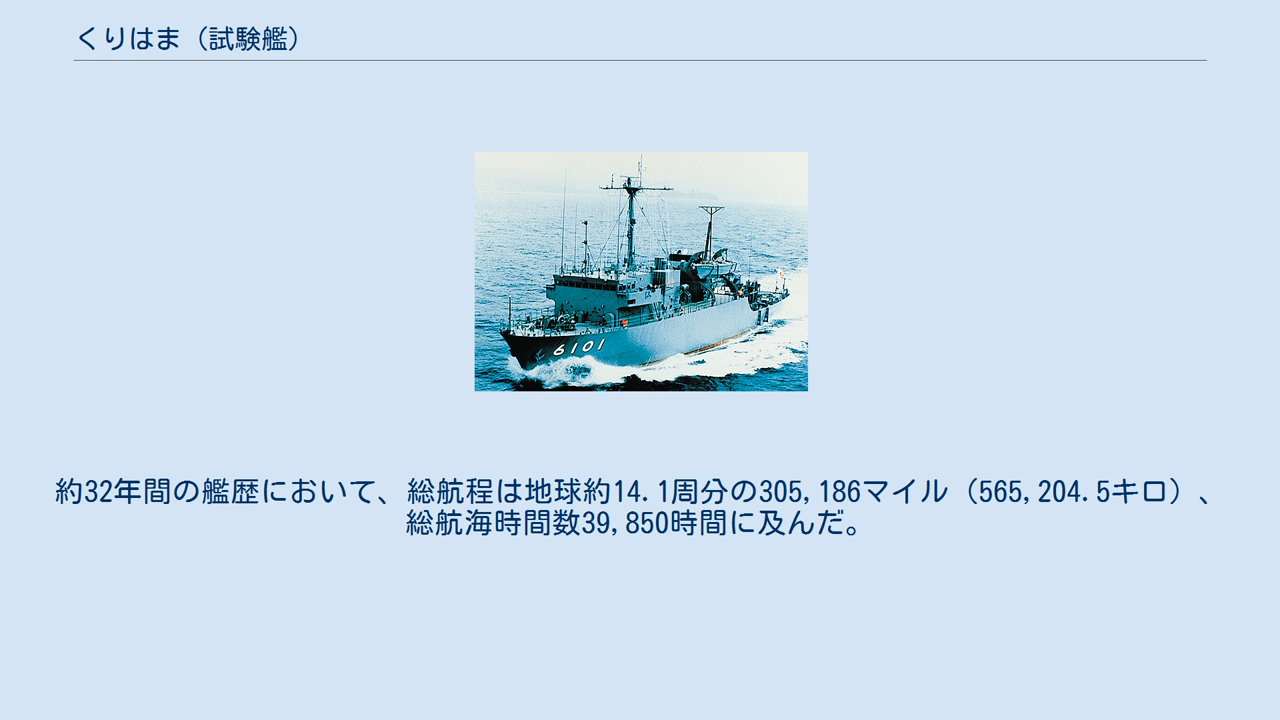 くりはま（試験艦）
6101
約32年間の艦歴において、総航程は地球約14.1周分の305,186マイル（565,204.5キロ）、
総航海時間数39,850時間に及んだ。